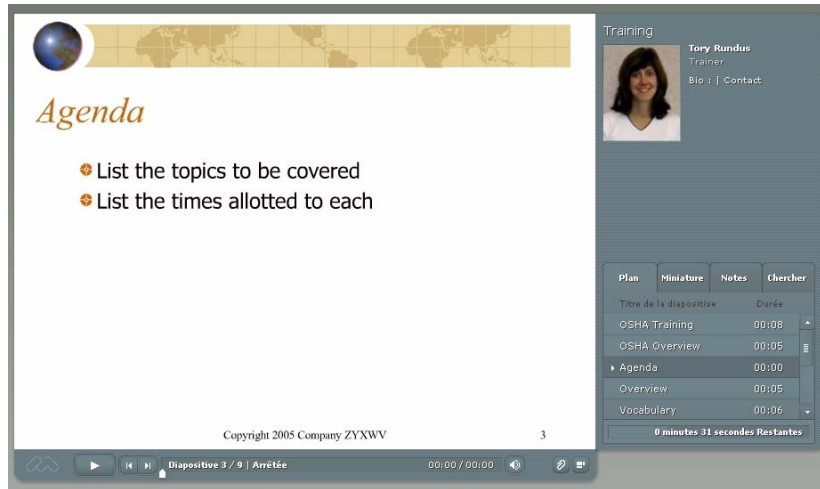 Agenda
List the topics to be covered
List the times allotted to each
Copyright 2005 Company ZYXWV
3
Training
Tory Rundus
Trainer
Bio : | Contact
Plan Miniature Notes Chercher
Titre de la diapositive Durée
OSHA Training 00:08
OSHA Overview 00:05
Agenda 00:00
Overview 00:05
Vocabulary 00:06
0 minutes 31 secondes Restantes
Diapositive 3 / 9 | Arrêtée 00:00 / 00:00